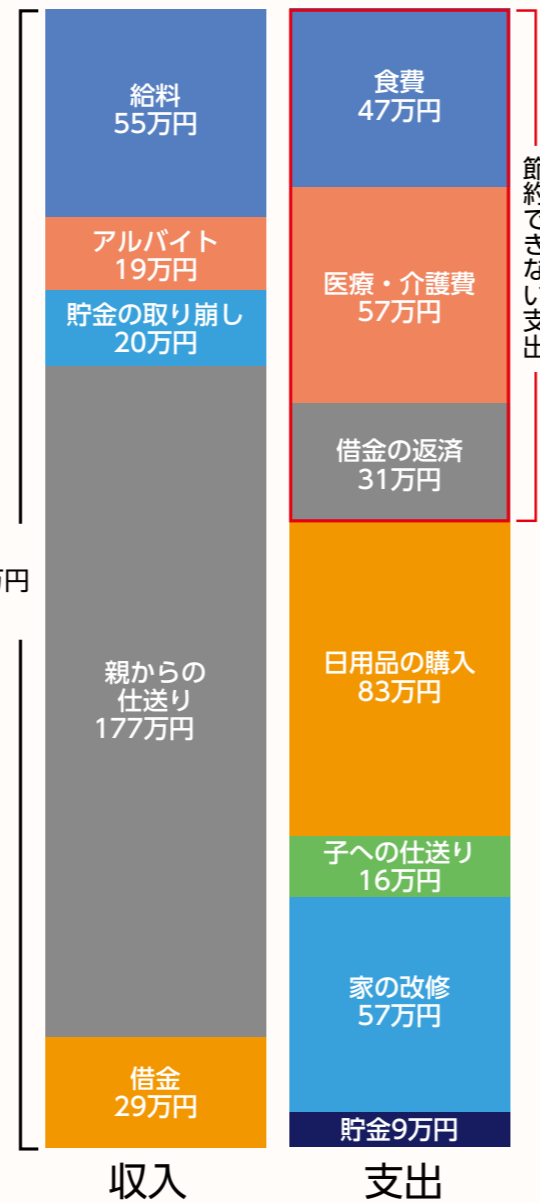 給料
55万円
アルバイト
19万円
貯金の取り崩し
20万円
親からの
仕送り
177万円
借金
29万円
収入
食費
47万円
医療・介護費
57万円
借金の返済
31万円
日用品の購入
83万円
子への仕送り
16万円
家の改修
57万円
貯金9万円
支出
節約できない支出
円